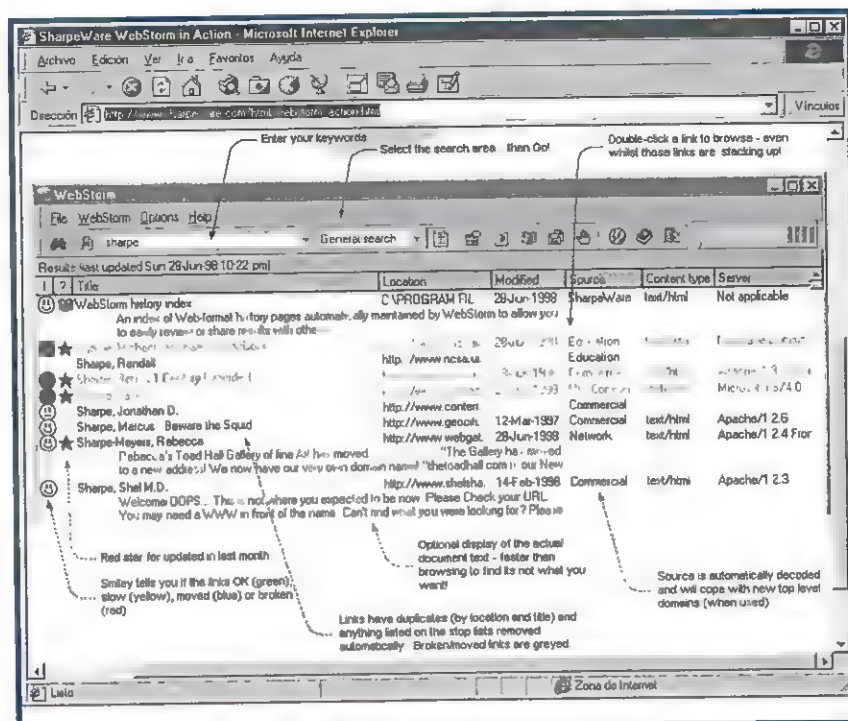 SharpeWare WebStorm in Action - Microsoft Internet Explorer
Archivo Edición Ver Ir a Favoritos Ayuda
Dirección
Vínculos
Enter your keywords
Select the search area then Go!
Double-click a link to browse - even
whilst those links are stacking up!
WebStorm
File WebStorm Options Help
sharpe General search
Results last updated Sun 28-Jun-98 10:22 pm]
! ? Title Location Modified Source Content type Server
WebStorm history index C:\PROGRAM FIL 28-Jun-1998 SharpeWare text/html Not applicable
An index of Web-format history pages automatically maintained by WebStorm to allow you
to easily review or share results with othe
Sharpe, Randall http://www.ncsa.u Education
Sharpe, Jonathan D. http://www.content Commercial
Sharpe, Marcus Beware the Squid http://www.geocit 12-Mar-1997 Commercial text/html Apache/1 2.6
Sharpe-Meyers, Rebecca http://www.webgat 28-Jun-1998 Network text/html Apache/1 2.4 Fror
Rebecca's Toad Hall Gallery of fine Art has moved "The Gallery has moved
to a new address! We now have our very own domain name! "thetoadhall com" our New
Sharpe, Shel M.D. http://www.shelsha 14-Feb-1998 Commercial text/html Apache/1 2.3
Welcome OOPS... This is not where you expected to be now Please Check your URL
You may need a WWW in front of the name Can't find what you were looking for? Please
Red star for updated in last month
Smiley tells you if the links OK (green),
slow (yellow), moved (blue) or broken
(red)
Optional display of the actual
document text - faster then
browsing to find its not what you
want!
Links have duplicates (by location and title) and
anything listed on the stop lists removed
automatically Broken/moved links are greyed.
Source is automatically decoded
and will cope with new top level
domains (when used)
Listo
Zona de Internet